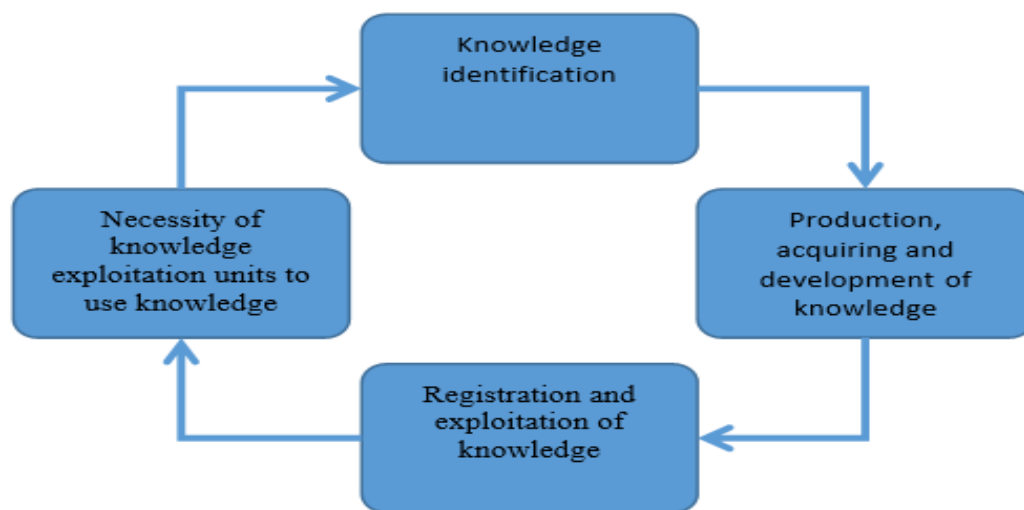 Knowledge
identification
Production,
acquiring and
development of
knowledge
Registration and
exploitation of
knowledge
Necessity of
knowledge
exploitation units to
use knowledge